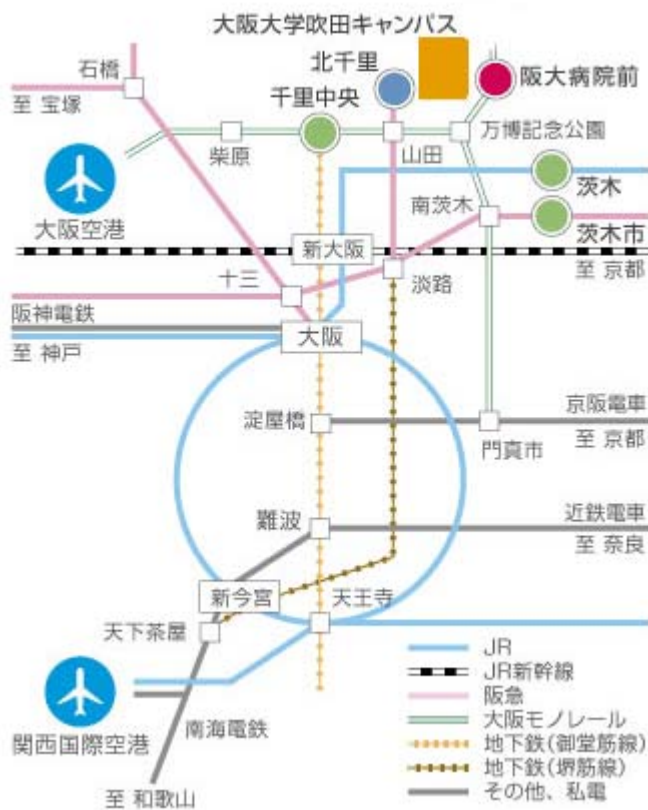 大阪大学吹田キャンパス
石橋
北千里
阪大病院前
至 宝塚
千里中央
柴原
山田
万博記念公園
大阪空港
南茨木
茨木
茨木市
新大阪
至 京都
十三
淡路
阪神電鉄
大阪
至 神戸
淀屋橋
京阪電車
門真市
至 京都
難波
近鉄電車
至 奈良
新今宮
天王寺
天下茶屋
関西国際空港
南海電鉄
至 和歌山
JR
JR新幹線
阪急
大阪モノレール
地下鉄(御堂筋線)
地下鉄(堺筋線)
その他、私電